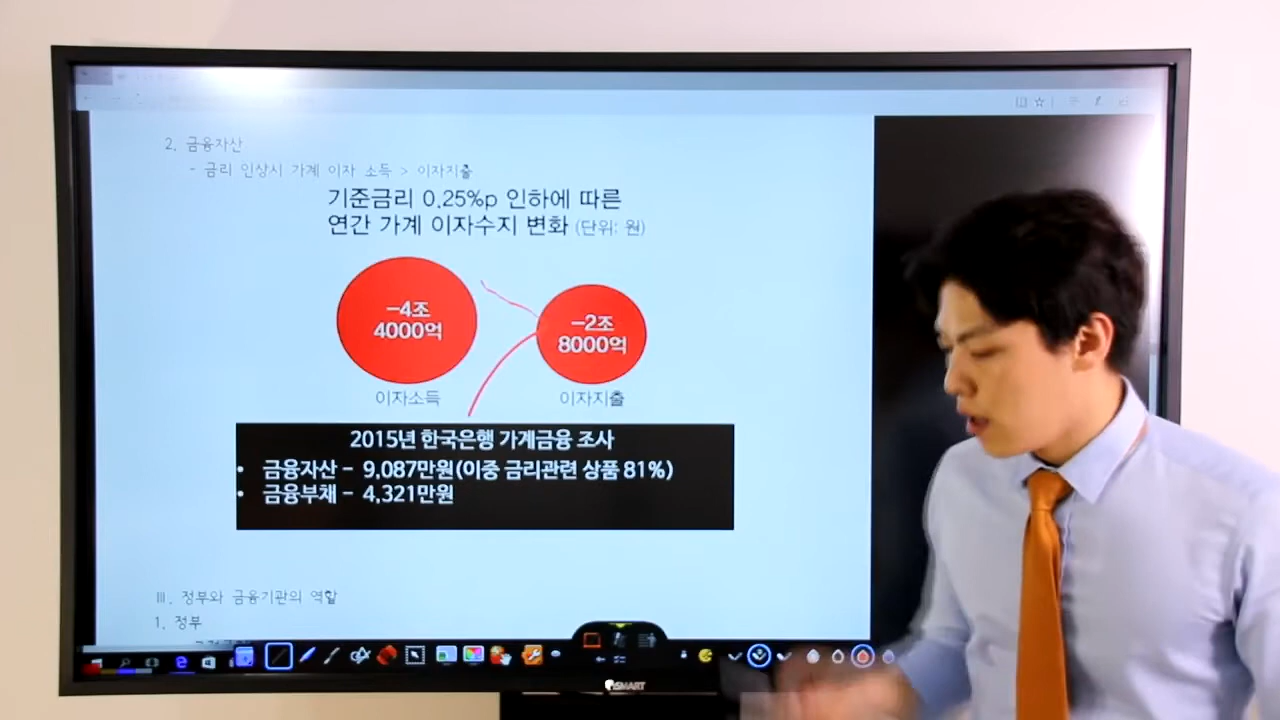 2. 금융자산
- 금리 인상시 가계 이자 소득 > 이자지출
기준금리 0.25%p 인하에 따른
연간 가계 이자수지 변화 (단위: 원)
-4조
4000억
-2조
8000억
이자소득
이자지출
2015년 한국은행 가계금융 조사
• 금융자산 - 9,087만원(이중 금리관련 상품 81%)
• 금융부채 - 4,321만원
Ⅲ. 정부와 금융기관의 역할
1. 정부
SMART